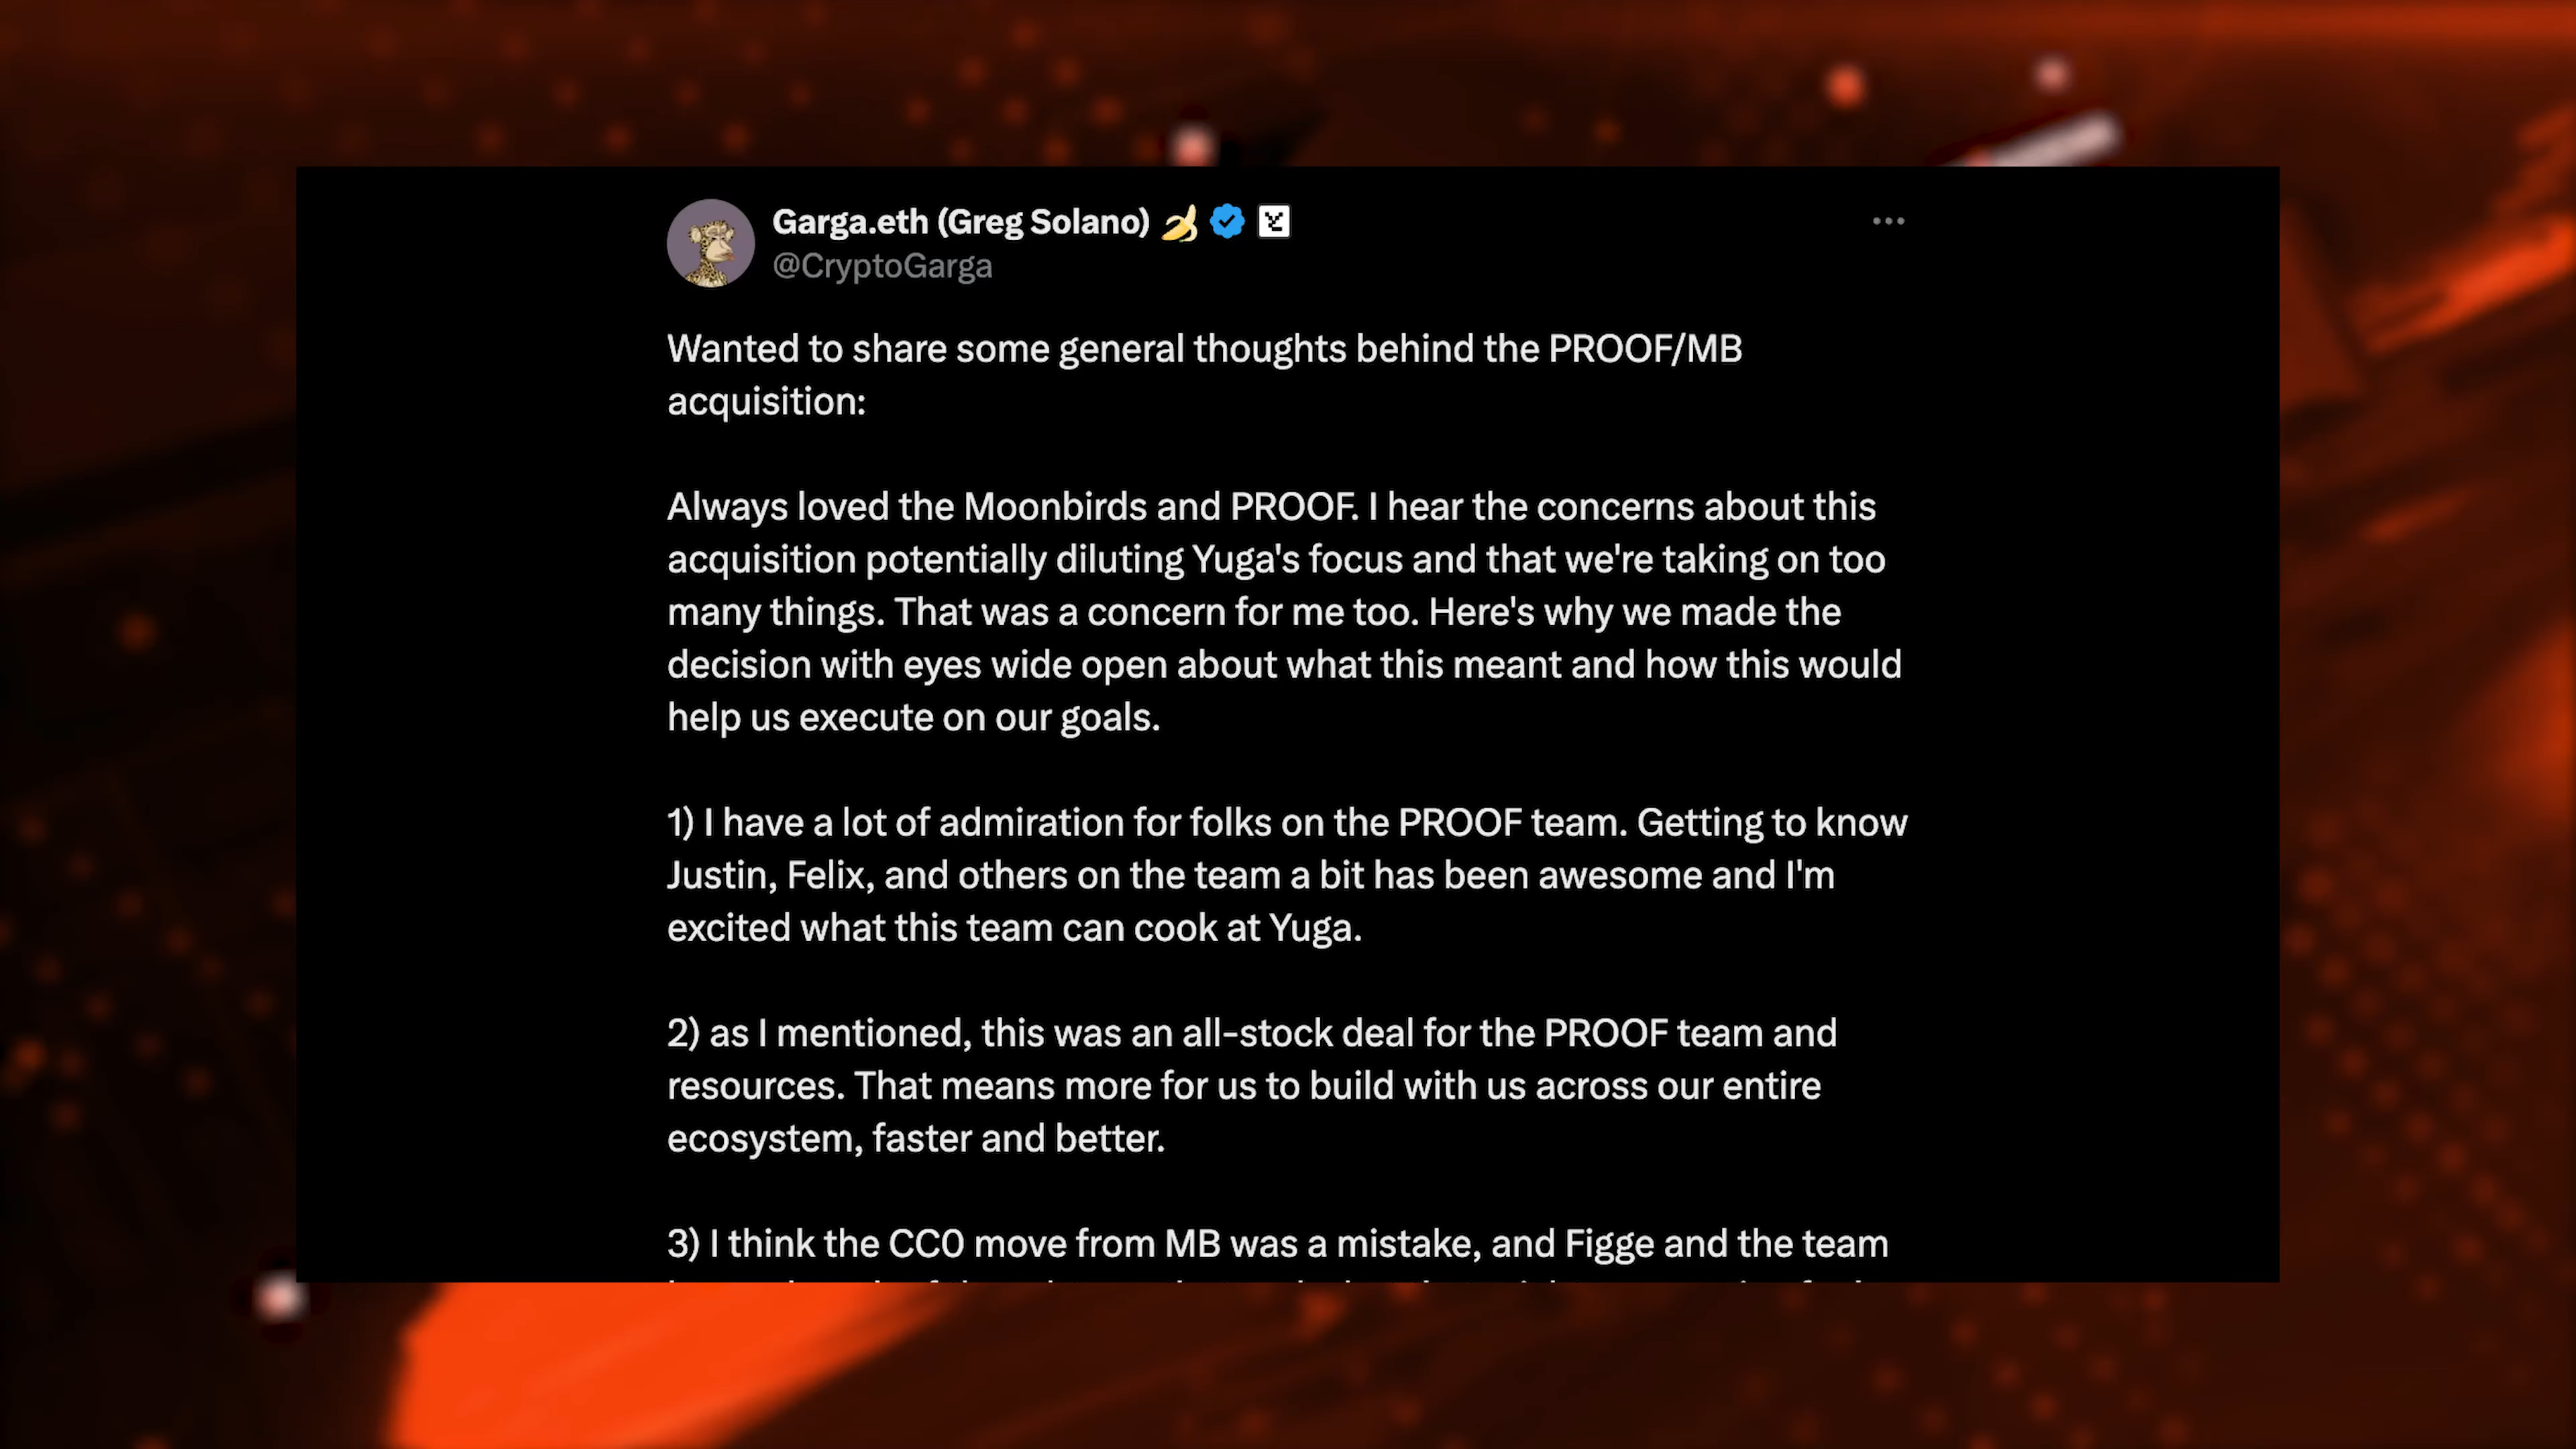 Garga.eth (Greg Solano) 🍌
@CryptoGarga
Wanted to share some general thoughts behind the PROOF/MB
acquisition:
Always loved the Moonbirds and PROOF. I hear the concerns about this
acquisition potentially diluting Yuga's focus and that we're taking on too
many things. That was a concern for me too. Here's why we made the
decision with eyes wide open about what this meant and how this would
help us execute on our goals.
1) I have a lot of admiration for folks on the PROOF team. Getting to know
Justin, Felix, and others on the team a bit has been awesome and I'm
excited what this team can cook at Yuga.
2) as I mentioned, this was an all-stock deal for the PROOF team and
resources. That means more for us to build with us across our entire
ecosystem, faster and better.
3) I think the CC0 move from MB was a mistake, and Figge and the team